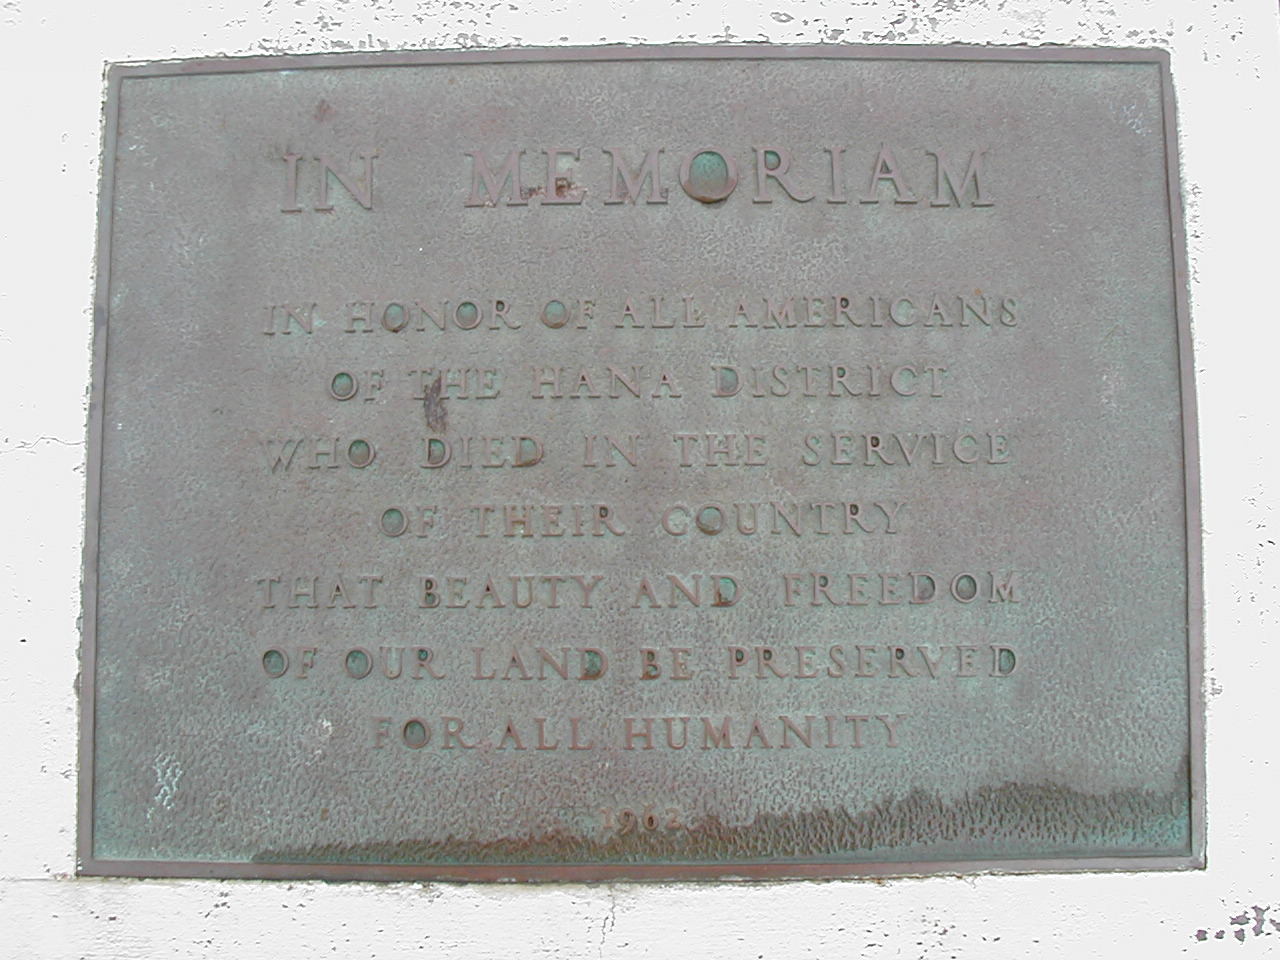 IN MEMORIAM
IN HONOR OF ALL AMERICANS
OF THE HANA DISTRICT
WHO DIED IN THE SERVICE
OF THEIR COUNTRY
THAT BEAUTY AND FREEDOM
OF OUR LAND BE PRESERVED
FOR ALL HUMANITY
1962